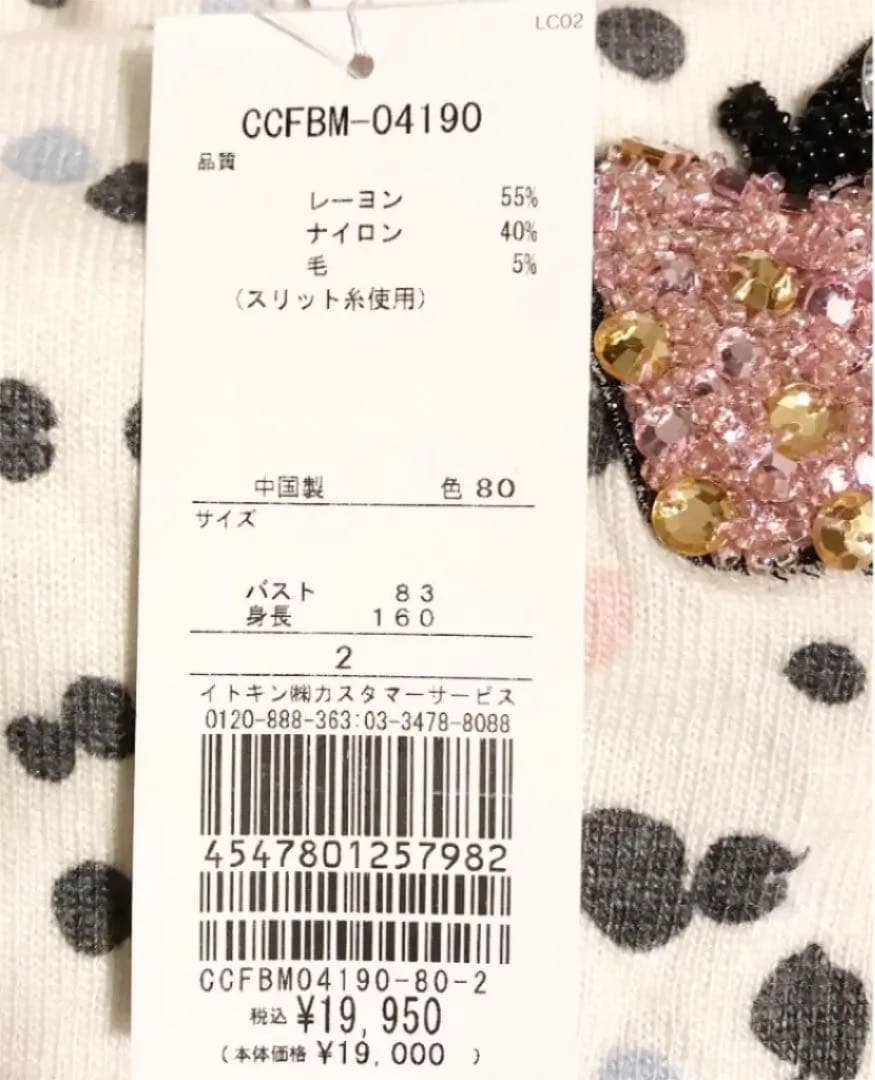 LC02
CCFBM-04190
品質
レーヨン 55%
ナイロン 40%
毛 5%
(スリット糸使用)
中国製 色 80
サイズ
バスト 83
身長 160
2
イトキン㈱カスタマーサービス
0120-888-363:03-3478-8088
4547801257982
CCFBM04190-80-2
税込 ¥19,950
(本体価格 ¥19,000 )